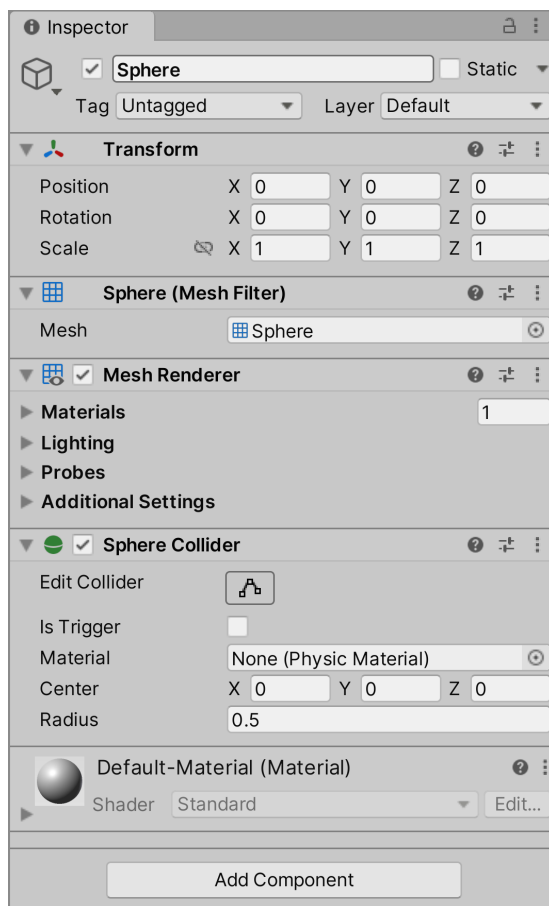 Inspector
Sphere Static
Tag Untagged Layer Default
Transform
Position X 0 Y 0 Z 0
Rotation X 0 Y 0 Z 0
Scale X 1 Y 1 Z 1
Sphere (Mesh Filter)
Mesh Sphere
Mesh Renderer
Materials 1
Lighting
Probes
Additional Settings
Sphere Collider
Edit Collider
Is Trigger
Material None (Physic Material)
Center X 0 Y 0 Z 0
Radius 0.5
Default-Material (Material)
Shader Standard Edit...
Add Component